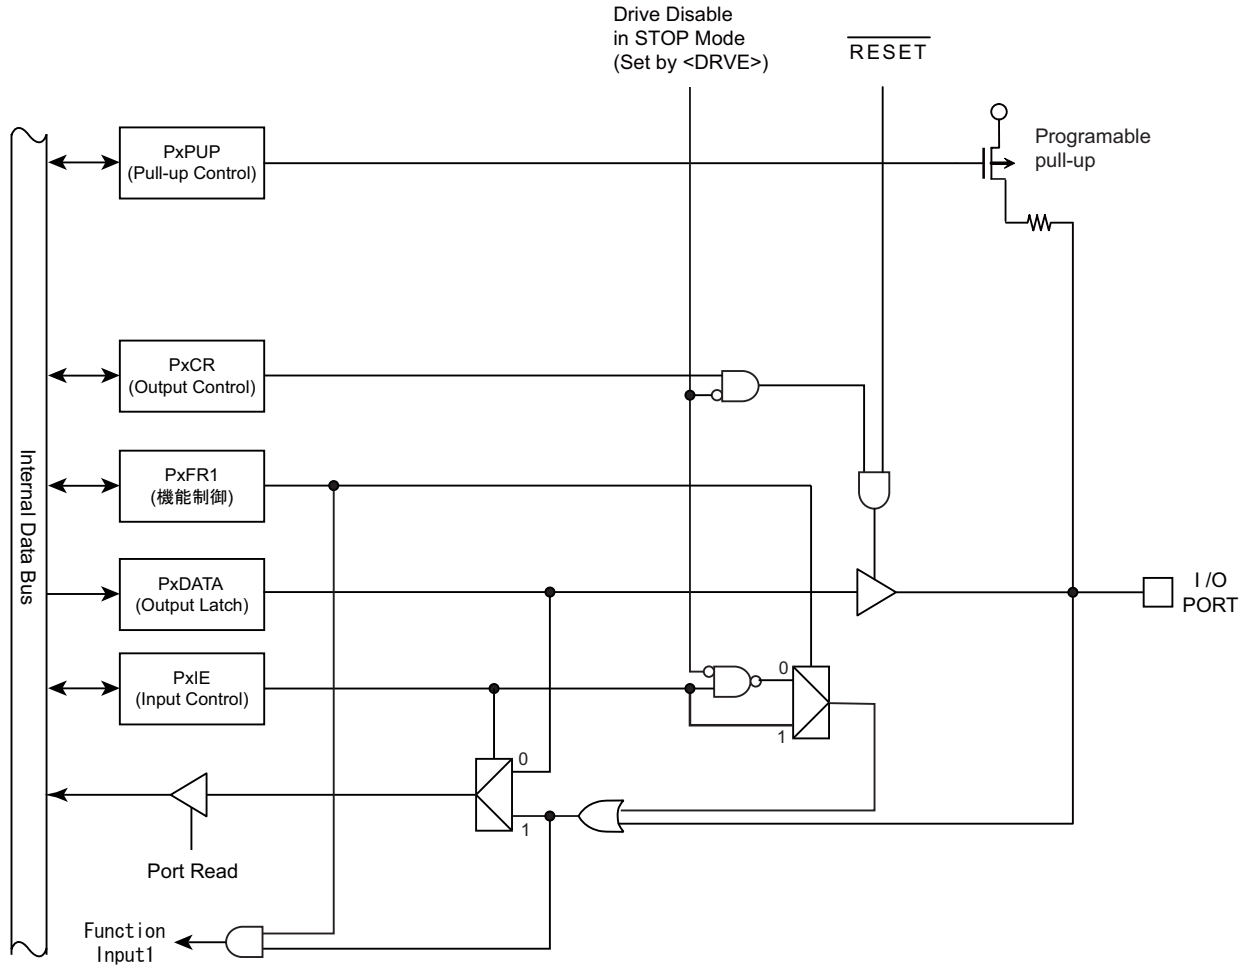 Drive Disable
in STOP Mode
(Set by <DRVE>)
RESET
PxPUP
(Pull-up Control)
Programable
pull-up
PxCR
(Output Control)
PxFR1
(機能制御)
Internal Data Bus
PxDATA
(Output Latch)
I /O
PORT
PxIE
(Input Control)
0
1
0
1
Port Read
Function
Input1